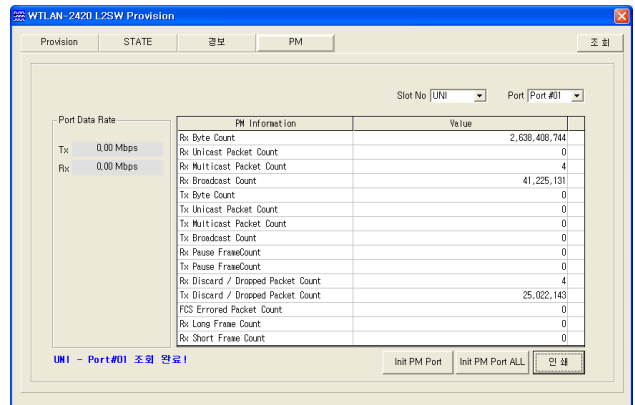 WTLAN-2420 L2SW Provision
Provision STATE 경보 PM 조 회
Slot No UNI Port Port #01
Port Data Rate
Tx 0,00 Mbps
Rx 0,00 Mbps
PM Information Value
Rx Byte Count 2,638,408,744
Rx Unicast Packet Count 0
Rx Multicast Packet Count 4
Rx Broadcast Count 41,225,131
Tx Byte Count 0
Tx Unicast Packet Count 0
Tx Multicast Packet Count 0
Tx Broadcast Count 0
Rx Pause FrameCount 0
Tx Pause FrameCount 0
Rx Discard / Dropped Packet Count 4
Tx Discard / Dropped Packet Count 25,022,143
FCS Errored Packet Count 0
Rx Long Frame Count 0
Rx Short Frame Count 0
UNI - Port#01 조회 완료!
Init PM Port Init PM Port ALL 인 쇄